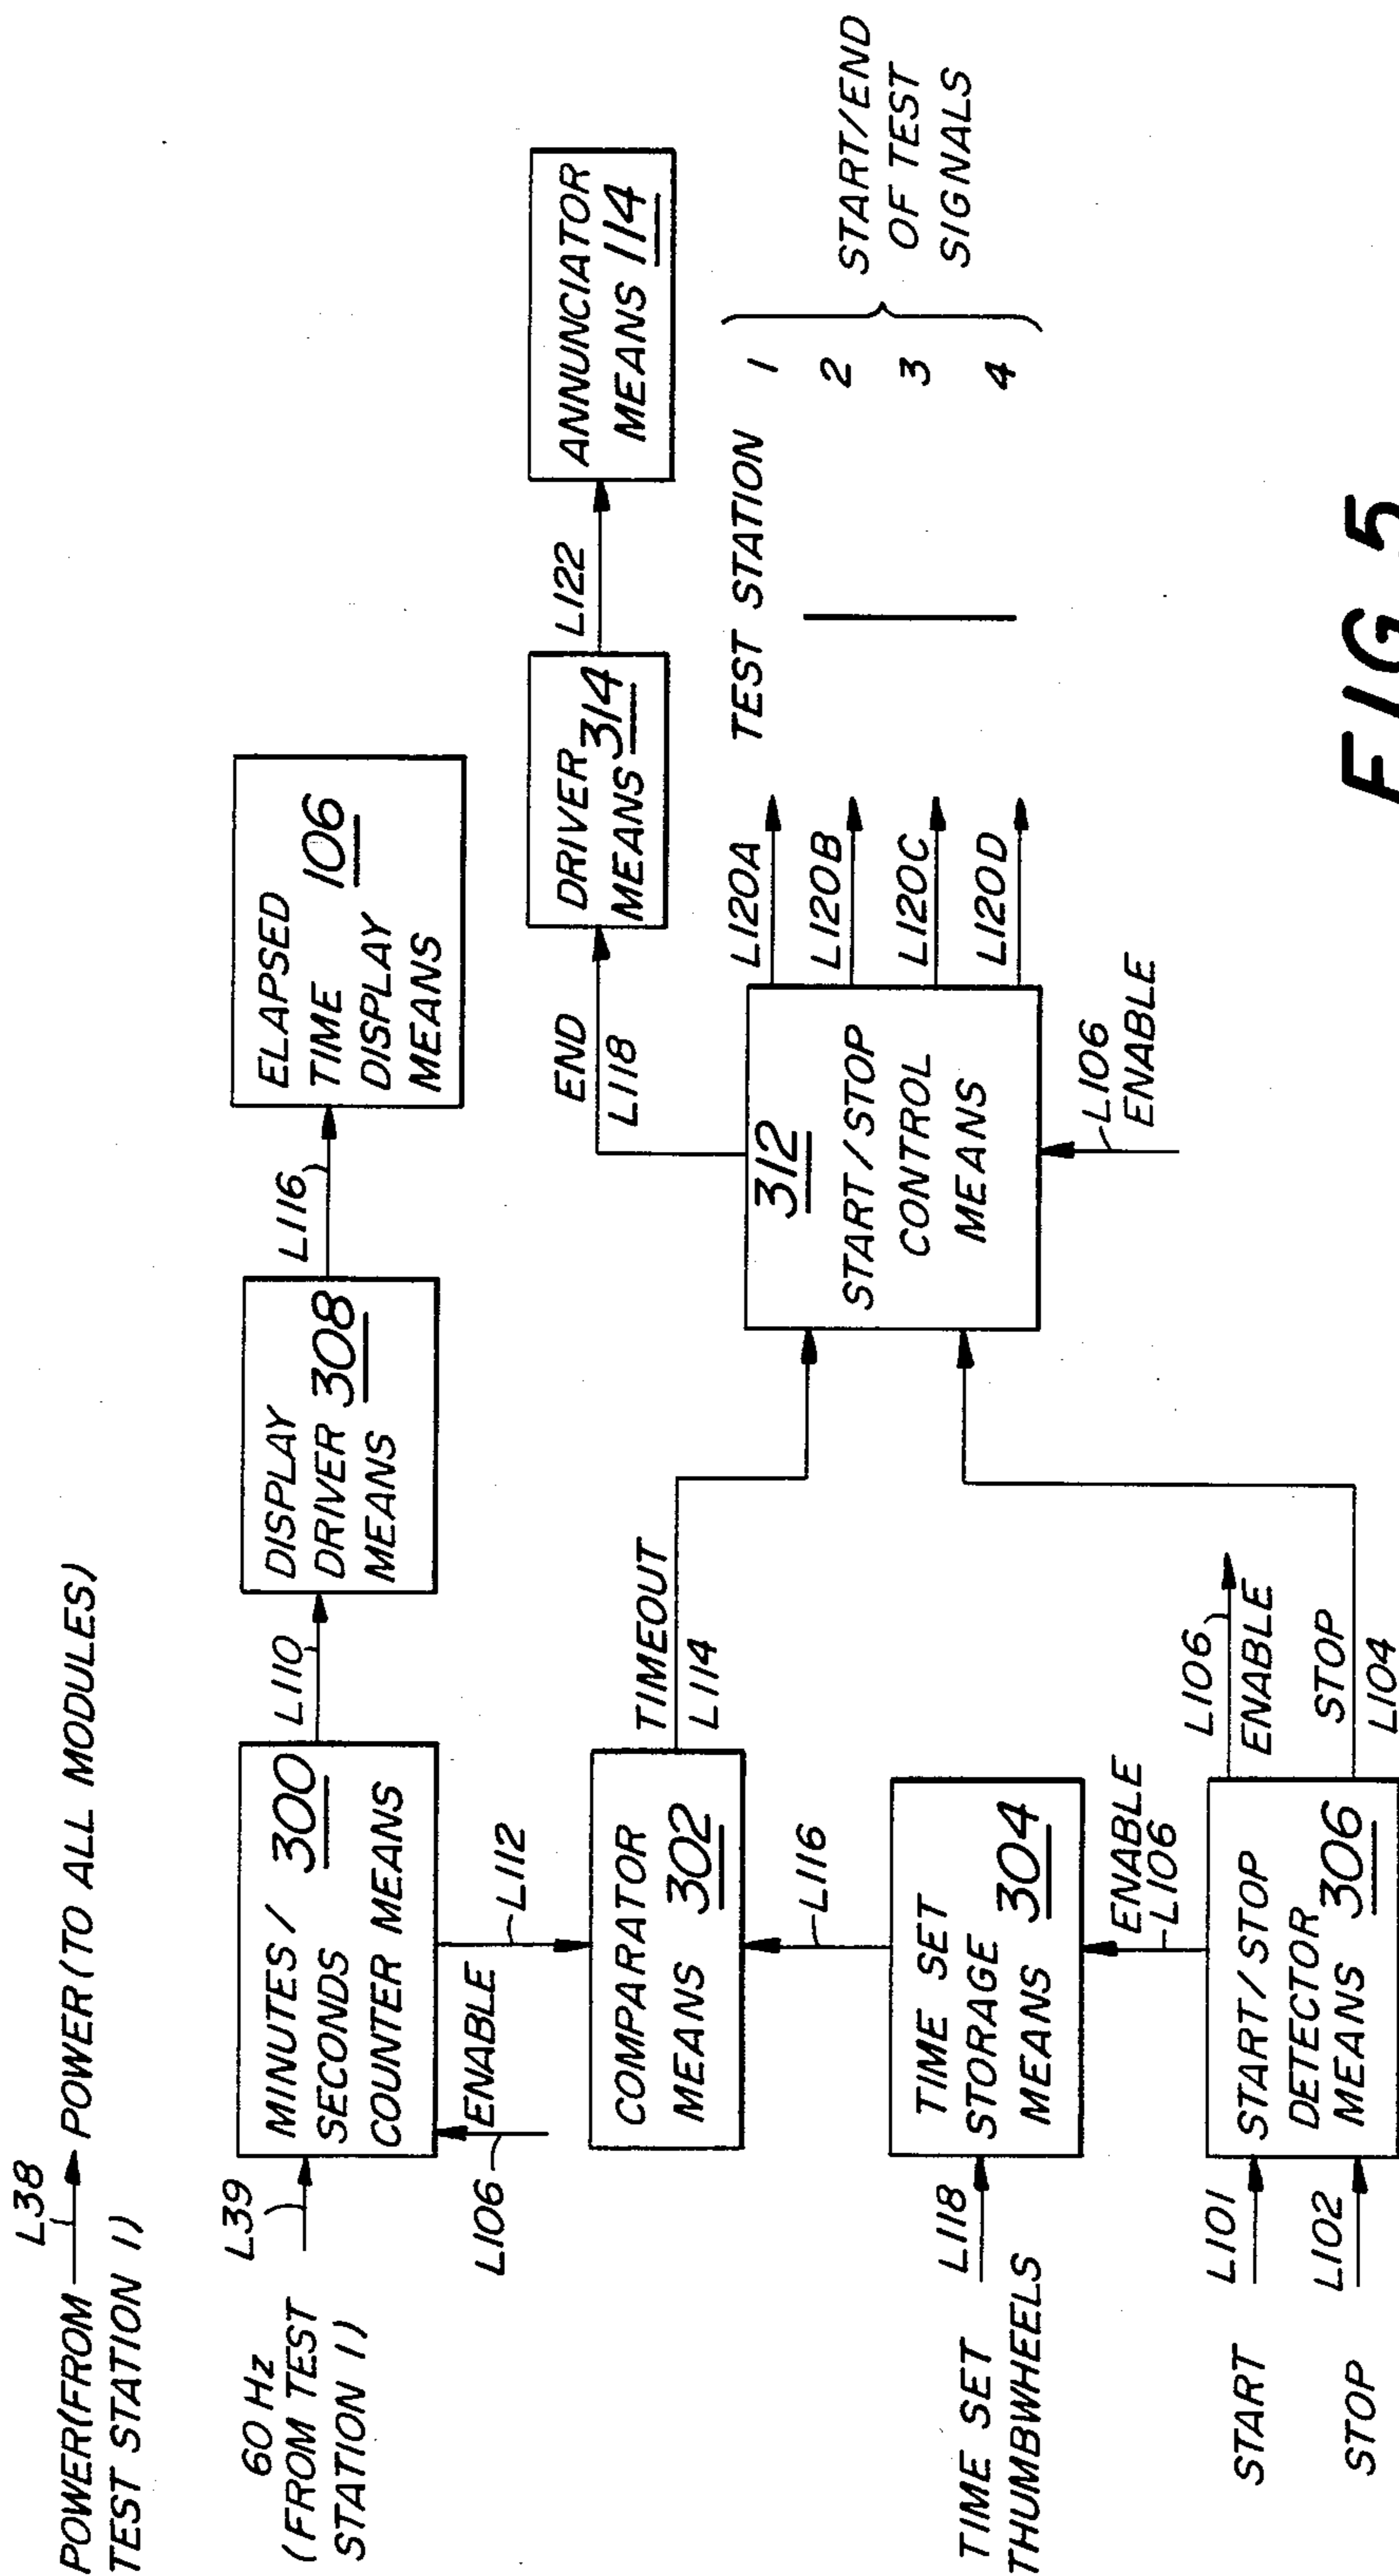 L38
POWER(FROM
TEST STATION 1)
POWER(TO ALL MODULES)
60 Hz
(FROM TEST
STATION 1)
L39
MINUTES/
SECONDS
COUNTER MEANS
300
L110
DISPLAY
DRIVER 308
MEANS
L116
ELAPSED
TIME 106
DISPLAY
MEANS
L106
ENABLE
L112
COMPARATOR
MEANS 302
TIMEOUT
L114
L116
TIME SET
THUMBWHEELS
L118
TIME SET
STORAGE
MEANS 304
ENABLE
L106
START
L101
STOP
L102
START/STOP
DETECTOR
MEANS 306
L106
ENABLE
STOP
L104
312
START/STOP
CONTROL
MEANS
L106
ENABLE
END
L118
DRIVER
MEANS 314
L122
ANNUNCIATOR
MEANS 114
L120A
L120B
L120C
L120D
TEST STATION 1
2
3
4
START/END
OF TEST
SIGNALS
FIG 5